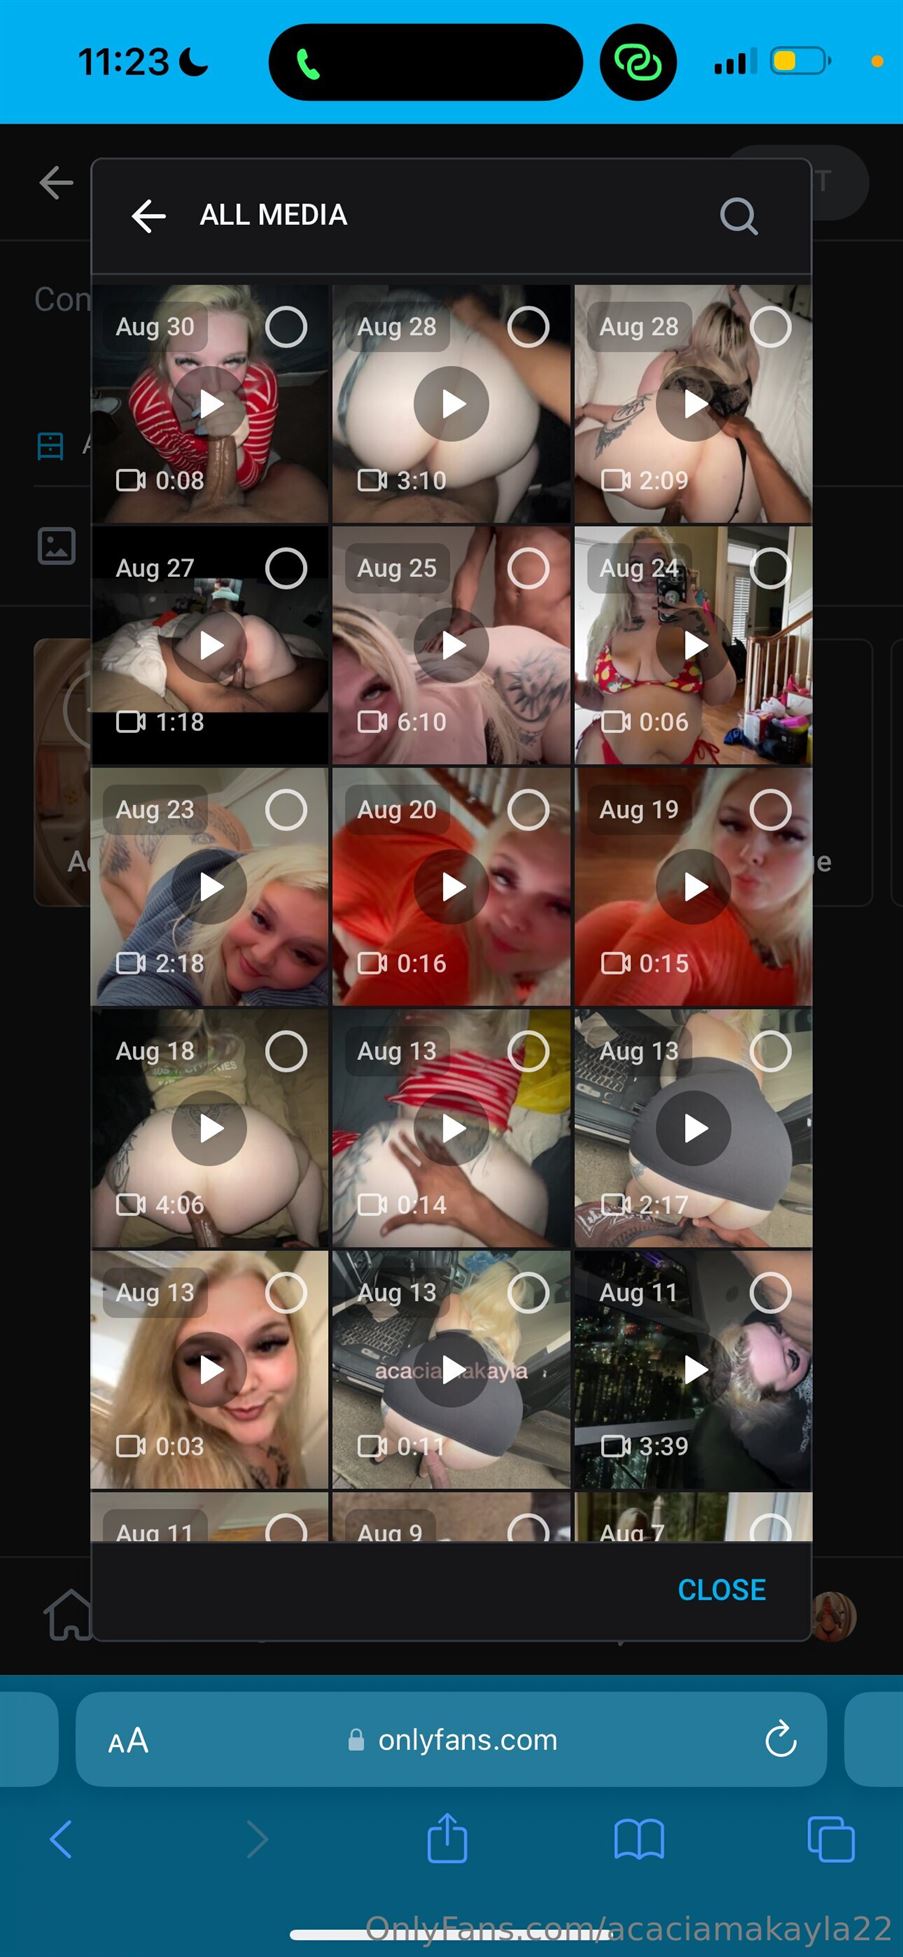 11:23
ALL MEDIA
Con
Aug 30
Aug 28
Aug 28
0:08
3:10
2:09
Aug 27
Aug 25
Aug 24
1:18
6:10
0:06
Aug 23
Aug 20
Aug 19
2:18
0:16
0:15
Aug 18
Aug 13
Aug 13
4:06
0:14
2:17
Aug 13
Aug 13
Aug 11
0:03
0:11
3:39
Aug 11
Aug 9
Aug 7
CLOSE
AA
onlyfans.com
OnlyFans.com/acaciamakayla22